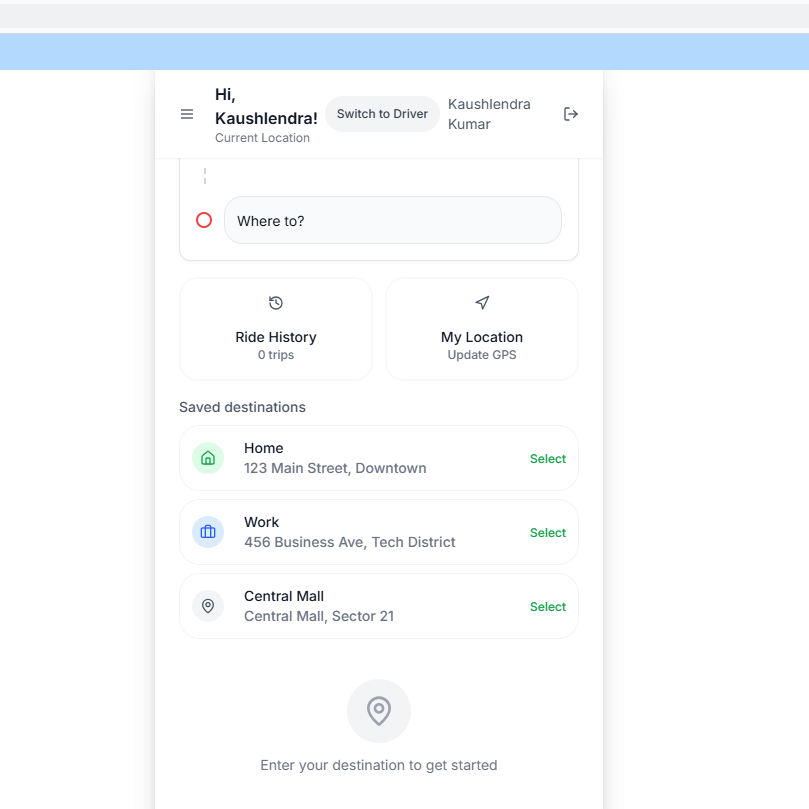 Hi,
Kaushlendra!
Current Location
Switch to Driver
Kaushlendra
Kumar
Where to?
Ride History
0 trips
My Location
Update GPS
Saved destinations
Home
123 Main Street, Downtown
Select
Work
456 Business Ave, Tech District
Select
Central Mall
Central Mall, Sector 21
Select
Enter your destination to get started